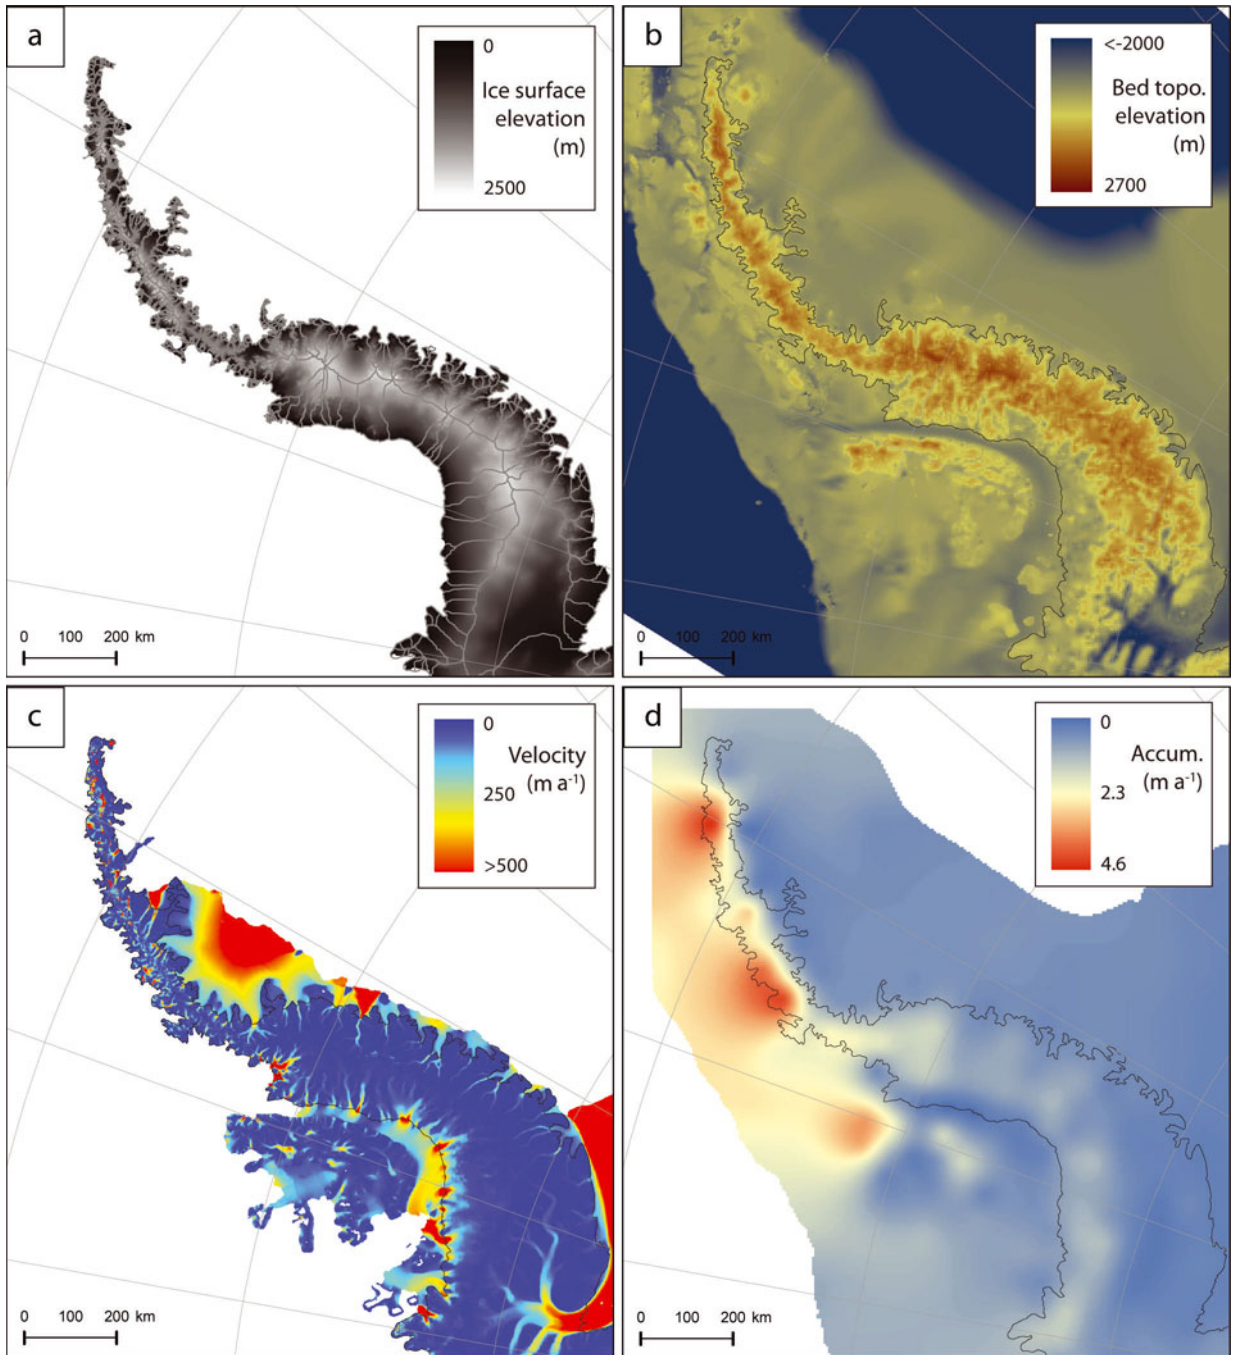 a
0
Ice surface
elevation
(m)
2500
0 100 200 km
b
<-2000
Bed topo.
elevation
(m)
2700
0 100 200 km
c
0
Velocity
(m a⁻¹)
250
>500
0 100 200 km
d
0
Accum.
(m a⁻¹)
2.3
4.6
0 100 200 km